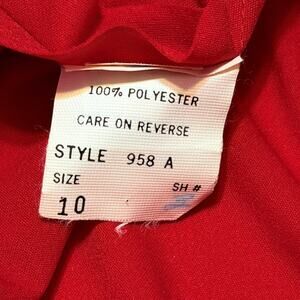 100% POLYESTER
CARE ON REVERSE
STYLE 958 A
SIZE SH #
10